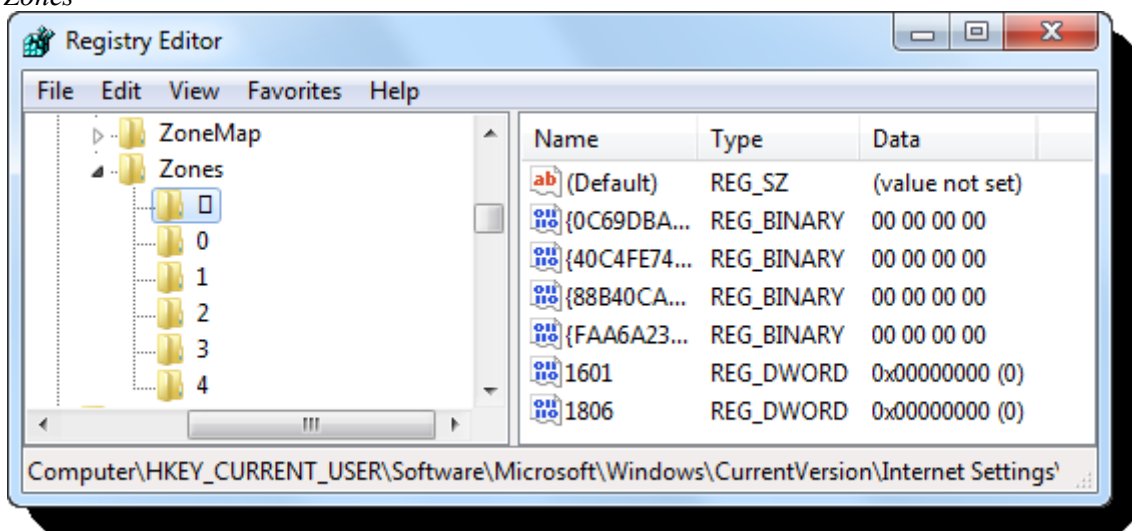 Zones
Registry Editor
File Edit View Favorites Help
ZoneMap
Zones
▯
0
1
2
3
4
Name Type Data
(Default) REG_SZ (value not set)
{0C69DBA... REG_BINARY 00 00 00 00
{40C4FE74... REG_BINARY 00 00 00 00
{88B40CA... REG_BINARY 00 00 00 00
{FAA6A23... REG_BINARY 00 00 00 00
1601 REG_DWORD 0x00000000 (0)
1806 REG_DWORD 0x00000000 (0)
Computer\HKEY_CURRENT_USER\Software\Microsoft\Windows\CurrentVersion\Internet Settings\